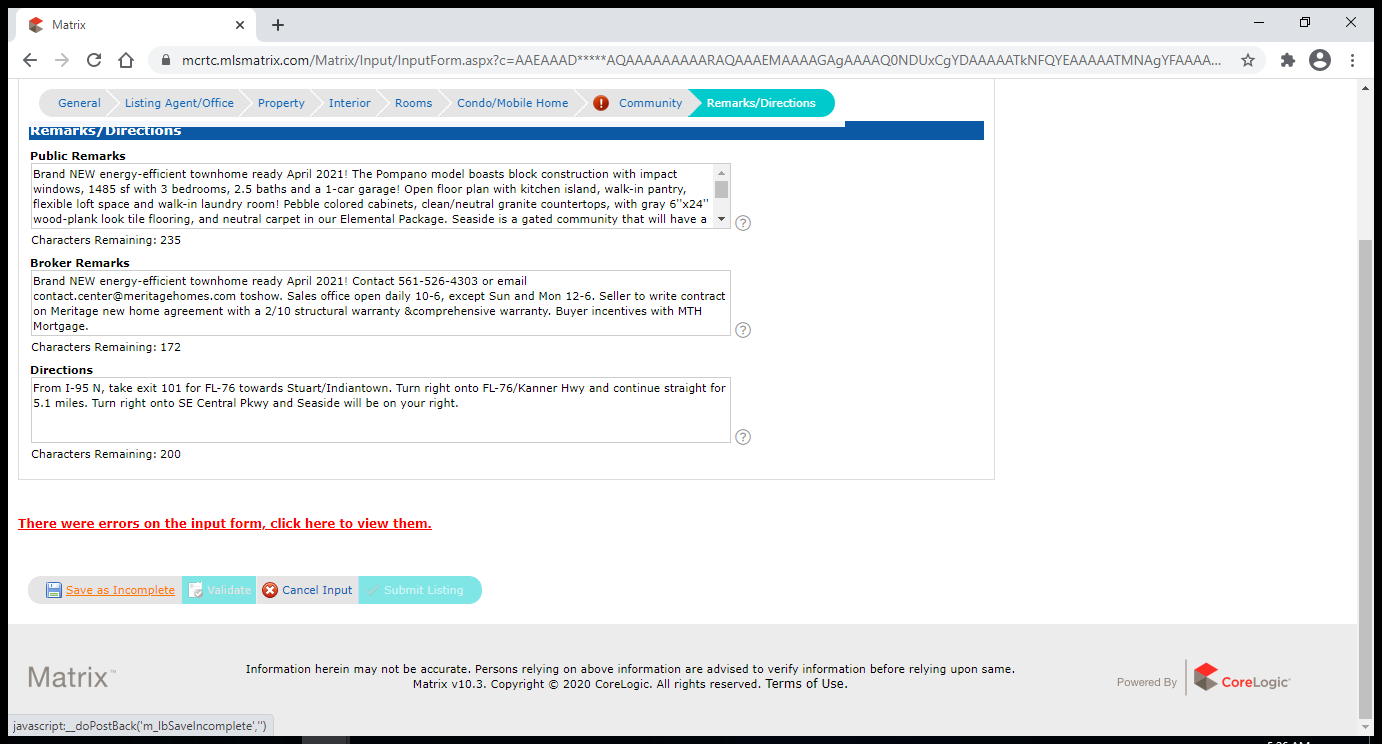 Matrix
mcrtc.mlsmatrix.com/Matrix/Input/InputForm.aspx?c=AAEAAAD*****AQAAAAAAAAARAQAAAEMAAAAGAgAAAAQ0NDUxCgYDAAAAATkNFQYEAAAAATMNAgYFAAAA...
General
Listing Agent/Office
Property
Interior
Rooms
Condo/Mobile Home
Community
Remarks/Directions
Remarks/Directions
Public Remarks
Brand NEW energy-efficient townhome ready April 2021! The Pompano model boasts block construction with impact
windows, 1485 sf with 3 bedrooms, 2.5 baths and a 1-car garage! Open floor plan with kitchen island, walk-in pantry,
flexible loft space and walk-in laundry room! Pebble colored cabinets, clean/neutral granite countertops, with gray 6''x24''
wood-plank look tile flooring, and neutral carpet in our Elemental Package. Seaside is a gated community that will have a
Characters Remaining: 235
Broker Remarks
Brand NEW energy-efficient townhome ready April 2021! Contact 561-526-4303 or email
contact.center@meritagehomes.com toshow. Sales office open daily 10-6, except Sun and Mon 12-6. Seller to write contract
on Meritage new home agreement with a 2/10 structural warranty &comprehensive warranty. Buyer incentives with MTH
Mortgage.
Characters Remaining: 172
Directions
From I-95 N, take exit 101 for FL-76 towards Stuart/Indiantown. Turn right onto FL-76/Kanner Hwy and continue straight for
5.1 miles. Turn right onto SE Central Pkwy and Seaside will be on your right.
Characters Remaining: 200
There were errors on the input form, click here to view them.
Save as Incomplete
Validate
Cancel Input
Submit Listing
Matrix™
Information herein may not be accurate. Persons relying on above information are advised to verify information before relying upon same.
Matrix v10.3. Copyright © 2020 CoreLogic. All rights reserved. Terms of Use.
Powered By
CoreLogic
javascript:__doPostBack('m_lbSaveIncomplete','')